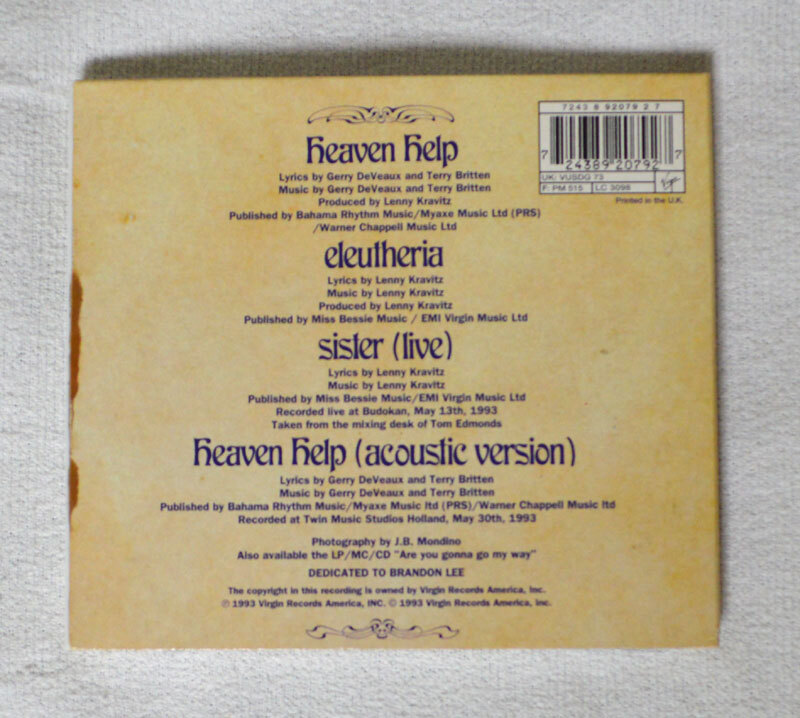 heaven help
Lyrics by Gerry DeVeaux and Terry Britten
Music by Gerry DeVeaux and Terry Britten
Produced by Lenny Kravitz
Published by Bahama Rhythm Music/Myaxe Music Ltd (PRS)
/Warner Chappell Music Ltd
7243 8 92079 2 7
7 24389 20792 7
UK: VUSDG 73
F: PM 515 LC 3098
Virgin
Printed in the U.K.
eleutheria
Lyrics by Lenny Kravitz
Music by Lenny Kravitz
Produced by Lenny Kravitz
Published by Miss Bessie Music / EMI Virgin Music Ltd
sister (live)
Lyrics by Lenny Kravitz
Music by Lenny Kravitz
Published by Miss Bessie Music/EMI Virgin Music Ltd
Recorded live at Budokan, May 13th, 1993
Taken from the mixing desk of Tom Edmonds
heaven help (acoustic version)
Lyrics by Gerry DeVeaux and Terry Britten
Music by Gerry DeVeaux and Terry Britten
Published by Bahama Rhythm Music/Myaxe Music ltd (PRS)/Warner Chappell Music ltd
Recorded at Twin Music Studios Holland, May 30th, 1993
Photography by J.B. Mondino
Also available the LP/MC/CD "Are you gonna go my way"
DEDICATED TO BRANDON LEE
The copyright in this recording is owned by Virgin Records America, Inc.
℗ 1993 Virgin Records America, INC. © 1993 Virgin Records America, Inc.